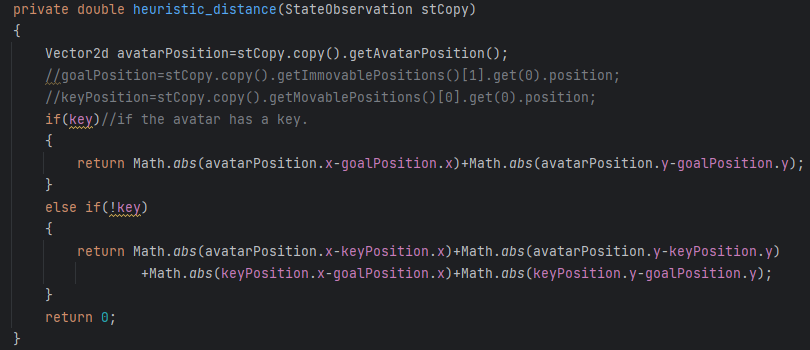 private double heuristic_distance(StateObservation stCopy)
{
    Vector2d avatarPosition=stCopy.copy().getAvatarPosition();
    //goalPosition=stCopy.copy().getImmovablePositions()[1].get(0).position;
    //keyPosition=stCopy.copy().getMovablePositions()[0].get(0).position;
    if(key)//if the avatar has a key.
    {
        return Math.abs(avatarPosition.x-goalPosition.x)+Math.abs(avatarPosition.y-goalPosition.y);
    }
    else if(!key)
    {
        return Math.abs(avatarPosition.x-keyPosition.x)+Math.abs(avatarPosition.y-keyPosition.y)
                +Math.abs(keyPosition.x-goalPosition.x)+Math.abs(keyPosition.y-goalPosition.y);
    }
    return 0;
}